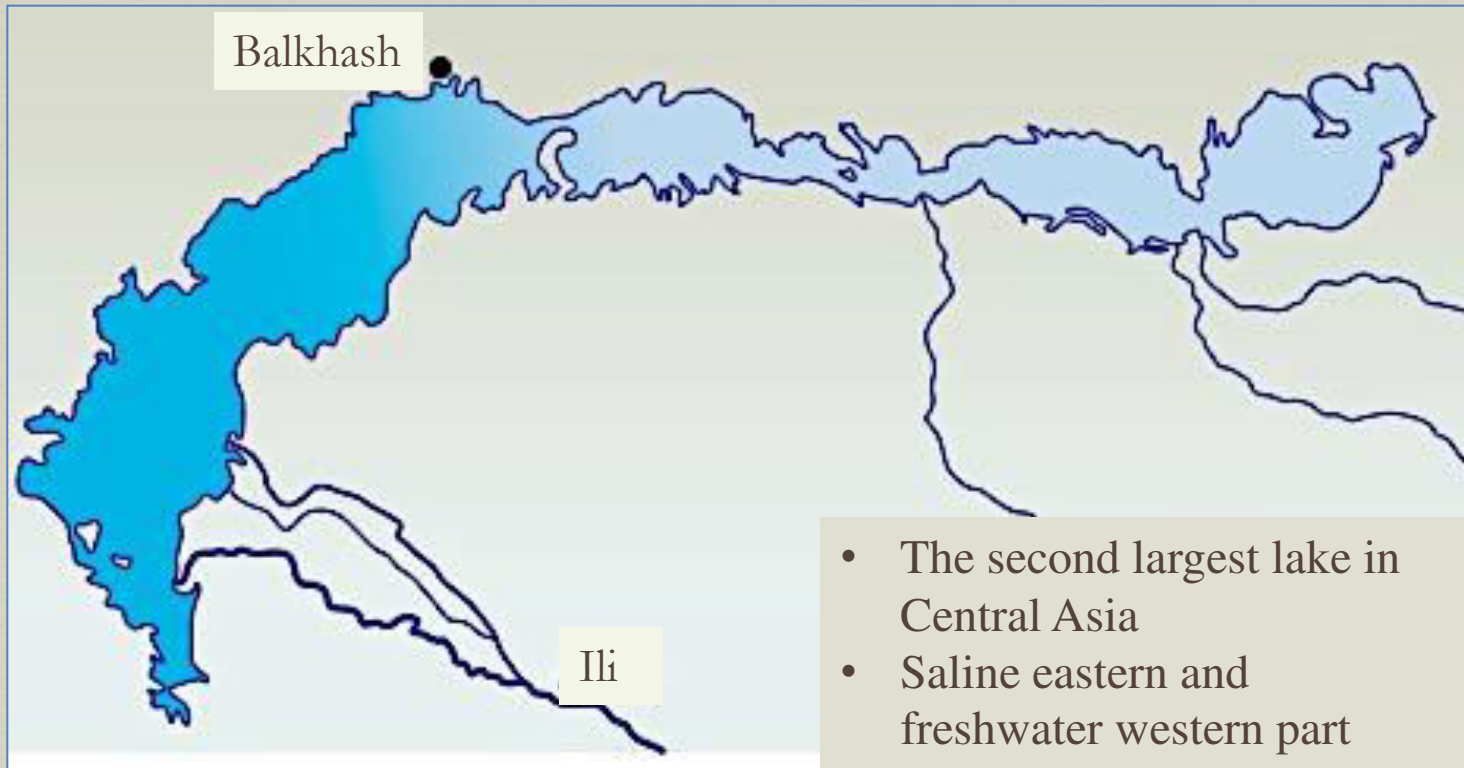 Balkhash
Ili
• The second largest lake in
Central Asia
• Saline eastern and
freshwater western part